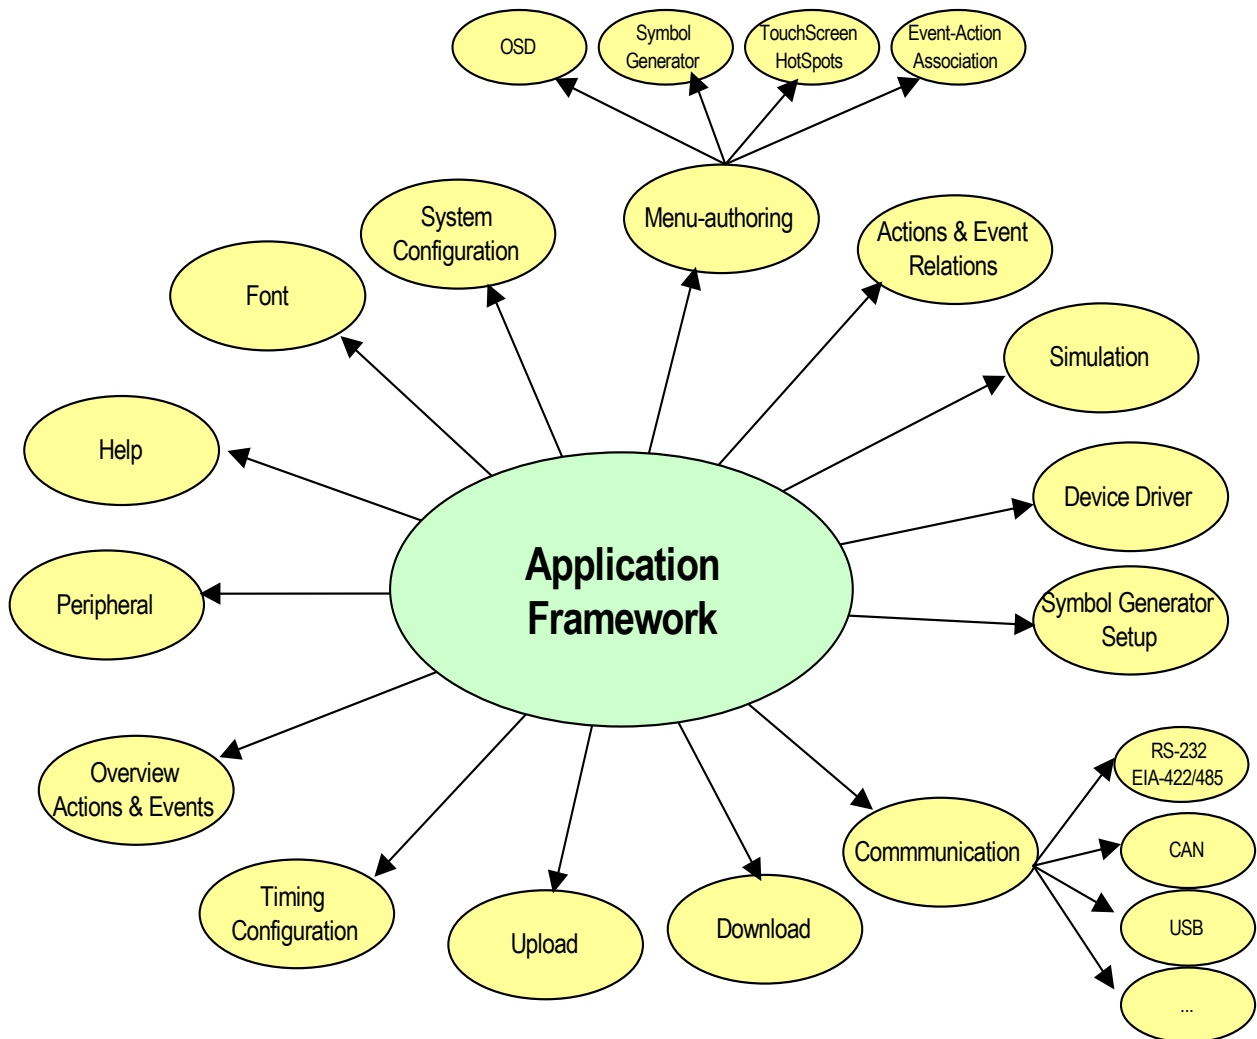 OSD
Symbol
Generator
TouchScreen
HotSpots
Event-Action
Association
System
Configuration
Menu-authoring
Actions & Event
Relations
Font
Simulation
Help
Device Driver
Application
Framework
Peripheral
Symbol Generator
Setup
Overview
Actions & Events
RS-232
EIA-422/485
Commmunication
CAN
Timing
Configuration
Upload
Download
USB
...